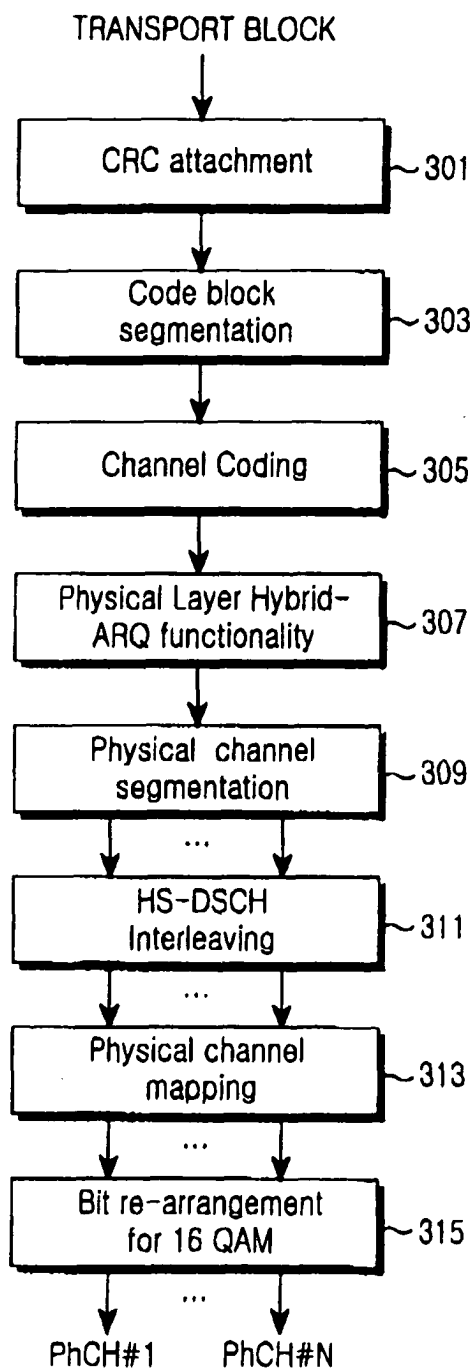 TRANSPORT BLOCK
CRC attachment
301
Code block
segmentation
303
Channel Coding
305
Physical Layer Hybrid-
ARQ functionality
307
Physical channel
segmentation
309
...
HS-DSCH
Interleaving
311
...
Physical channel
mapping
313
...
Bit re-arrangement
for 16 QAM
315
...
PhCH#1 PhCH#N